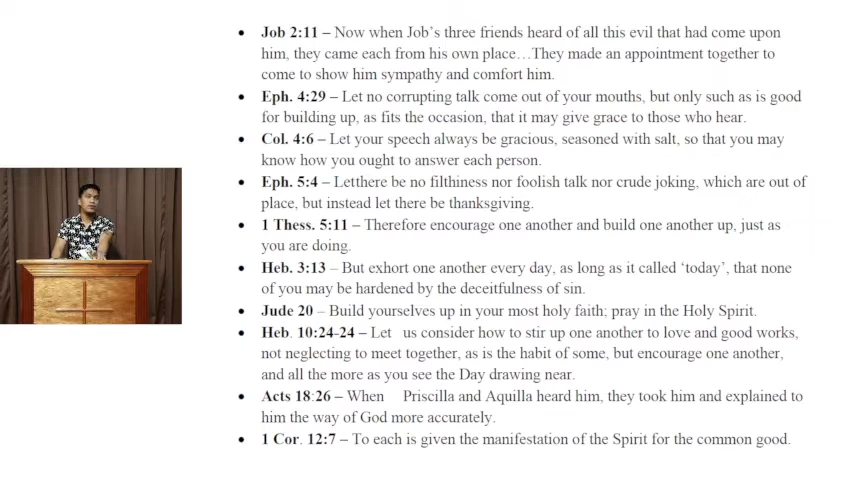 • Job 2:11 – Now when Job's three friends heard of all this evil that had come upon
him, they came each from his own place…They made an appointment together to
come to show him sympathy and comfort him.
• Eph. 4:29 – Let no corrupting talk come out of your mouths, but only such as is good
for building up, as fits the occasion, that it may give grace to those who hear.
• Col. 4:6 – Let your speech always be gracious, seasoned with salt, so that you may
know how you ought to answer each person.
• Eph. 5:4 – Letthere be no filthiness nor foolish talk nor crude joking, which are out of
place, but instead let there be thanksgiving.
• 1 Thess. 5:11 – Therefore encourage one another and build one another up, just as
you are doing.
• Heb. 3:13 – But exhort one another every day, as long as it called 'today', that none
of you may be hardened by the deceitfulness of sin.
• Jude 20 – Build yourselves up in your most holy faith; pray in the Holy Spirit.
• Heb. 10:24-24 – Let us consider how to stir up one another to love and good works,
not neglecting to meet together, as is the habit of some, but encourage one another,
and all the more as you see the Day drawing near.
• Acts 18:26 – When Priscilla and Aquilla heard him, they took him and explained to
him the way of God more accurately.
• 1 Cor. 12:7 – To each is given the manifestation of the Spirit for the common good.